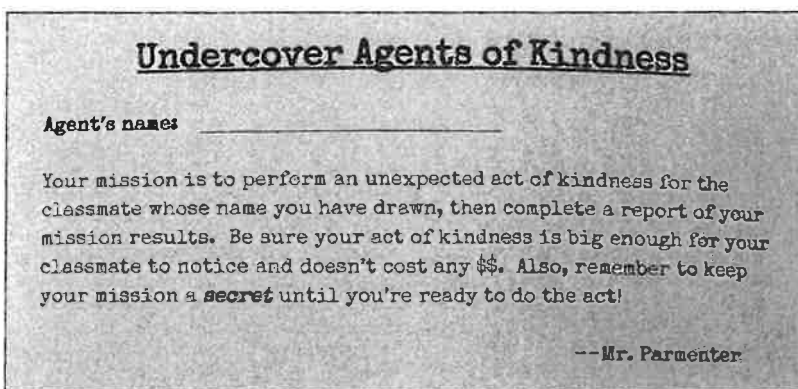 Undercover Agents of Kindness
Agent's name: ____________________
Your mission is to perform an unexpected act of kindness for the
classmate whose name you have drawn, then complete a report of your
mission results. Be sure your act of kindness is big enough for your
classmate to notice and doesn't cost any $$. Also, remember to keep
your mission a secret until you're ready to do the act!
--Mr. Parmenter